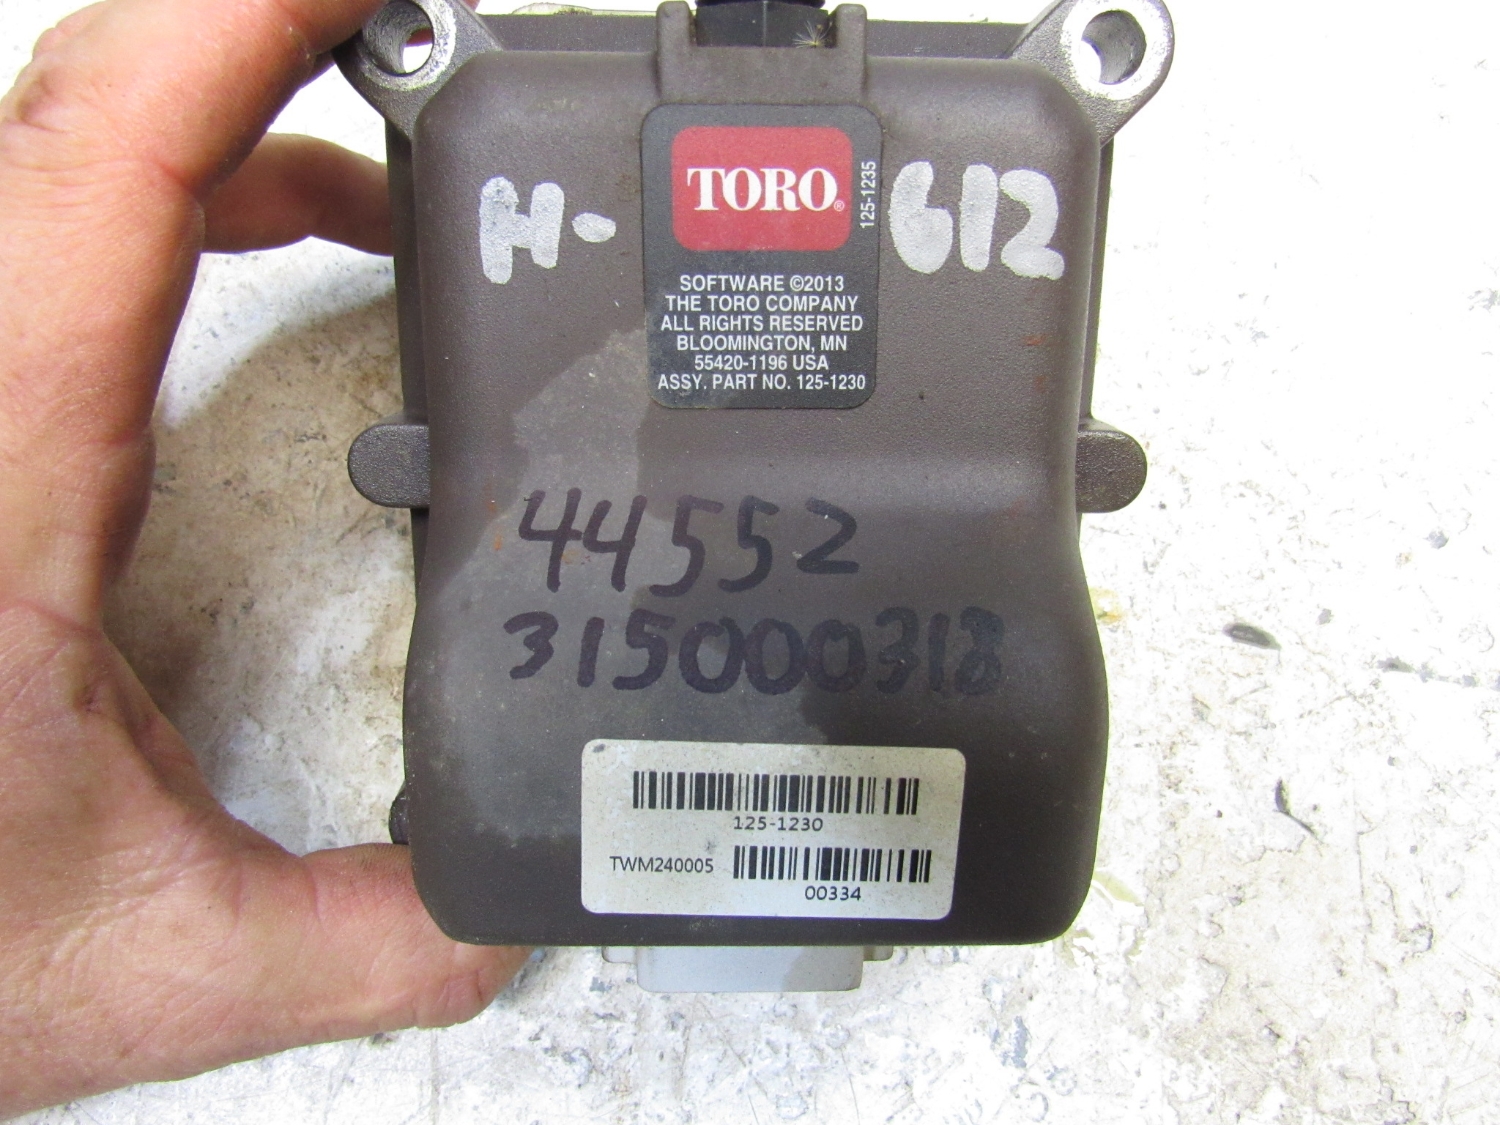 H-
TORO®
125-1235
G12
SOFTWARE ©2013
THE TORO COMPANY
ALL RIGHTS RESERVED
BLOOMINGTON, MN
55420-1196 USA
ASSY. PART NO. 125-1230
44552
315000318
125-1230
TWM240005
00334